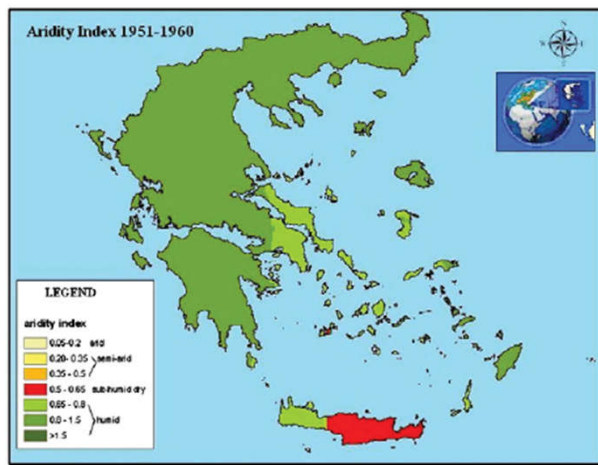 Aridity Index 1951-1960
N
W E
S
LEGEND
aridity index
0.05-0.2 arid
0.20-0.35
semi-arid
0.35-0.5
0.5-0.65 sub-humid dry
0.65-0.8
humid
0.8-1.5
>1.5